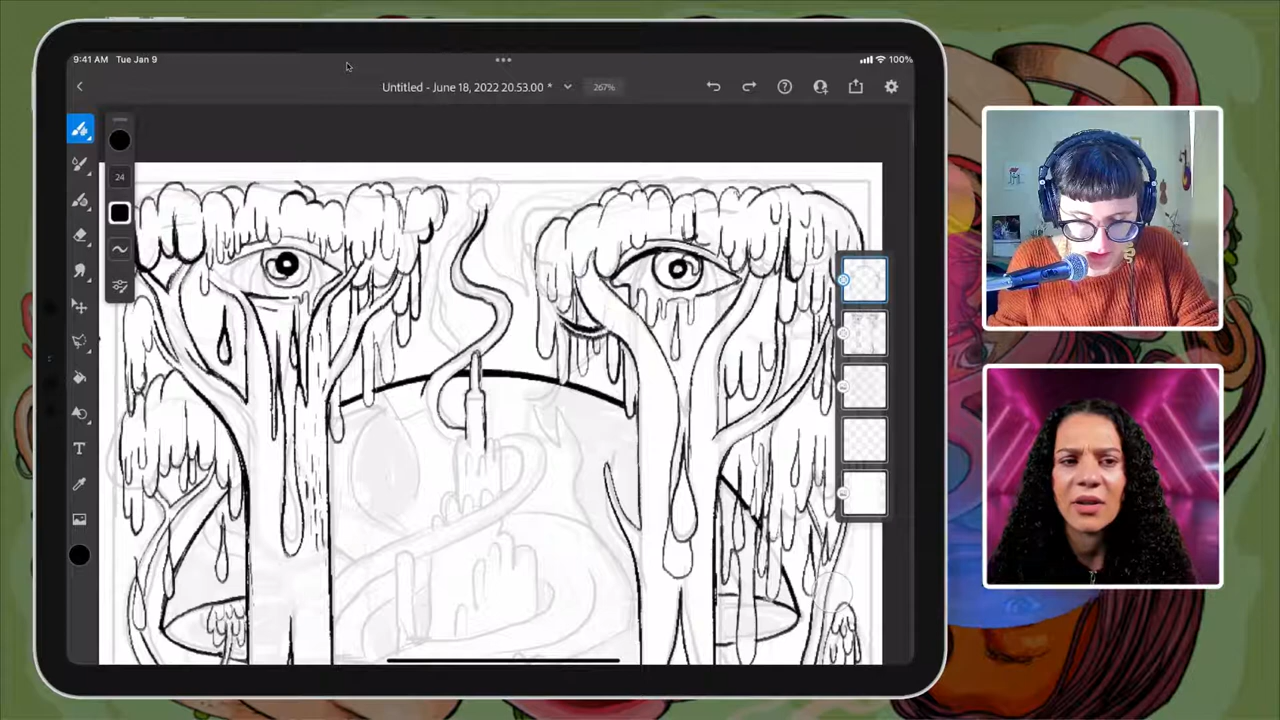 9:41 AM Tue Jan 9
100%
Untitled - June 18, 2022 20.53.00 *
267%
24
T